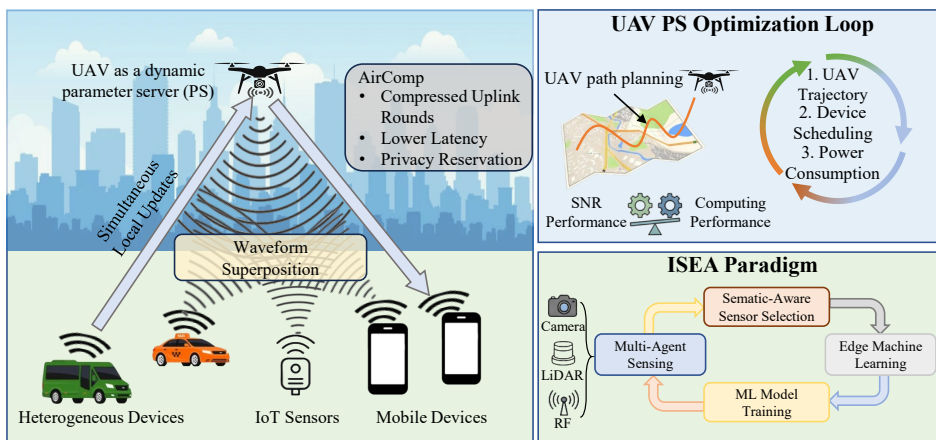 UAV as a dynamic
parameter server (PS)
AirComp
• Compressed Uplink
Rounds
• Lower Latency
• Privacy Reservation
Simultaneous
Local Updates
Waveform
Superposition
Heterogeneous Devices
IoT Sensors
Mobile Devices
UAV PS Optimization Loop
UAV path planning
1. UAV
Trajectory
2. Device
Scheduling
3. Power
Consumption
SNR
Performance
Computing
Performance
ISEA Paradigm
Camera
LiDAR
RF
Multi-Agent
Sensing
Sematic-Aware
Sensor Selection
Edge Machine
Learning
ML Model
Training